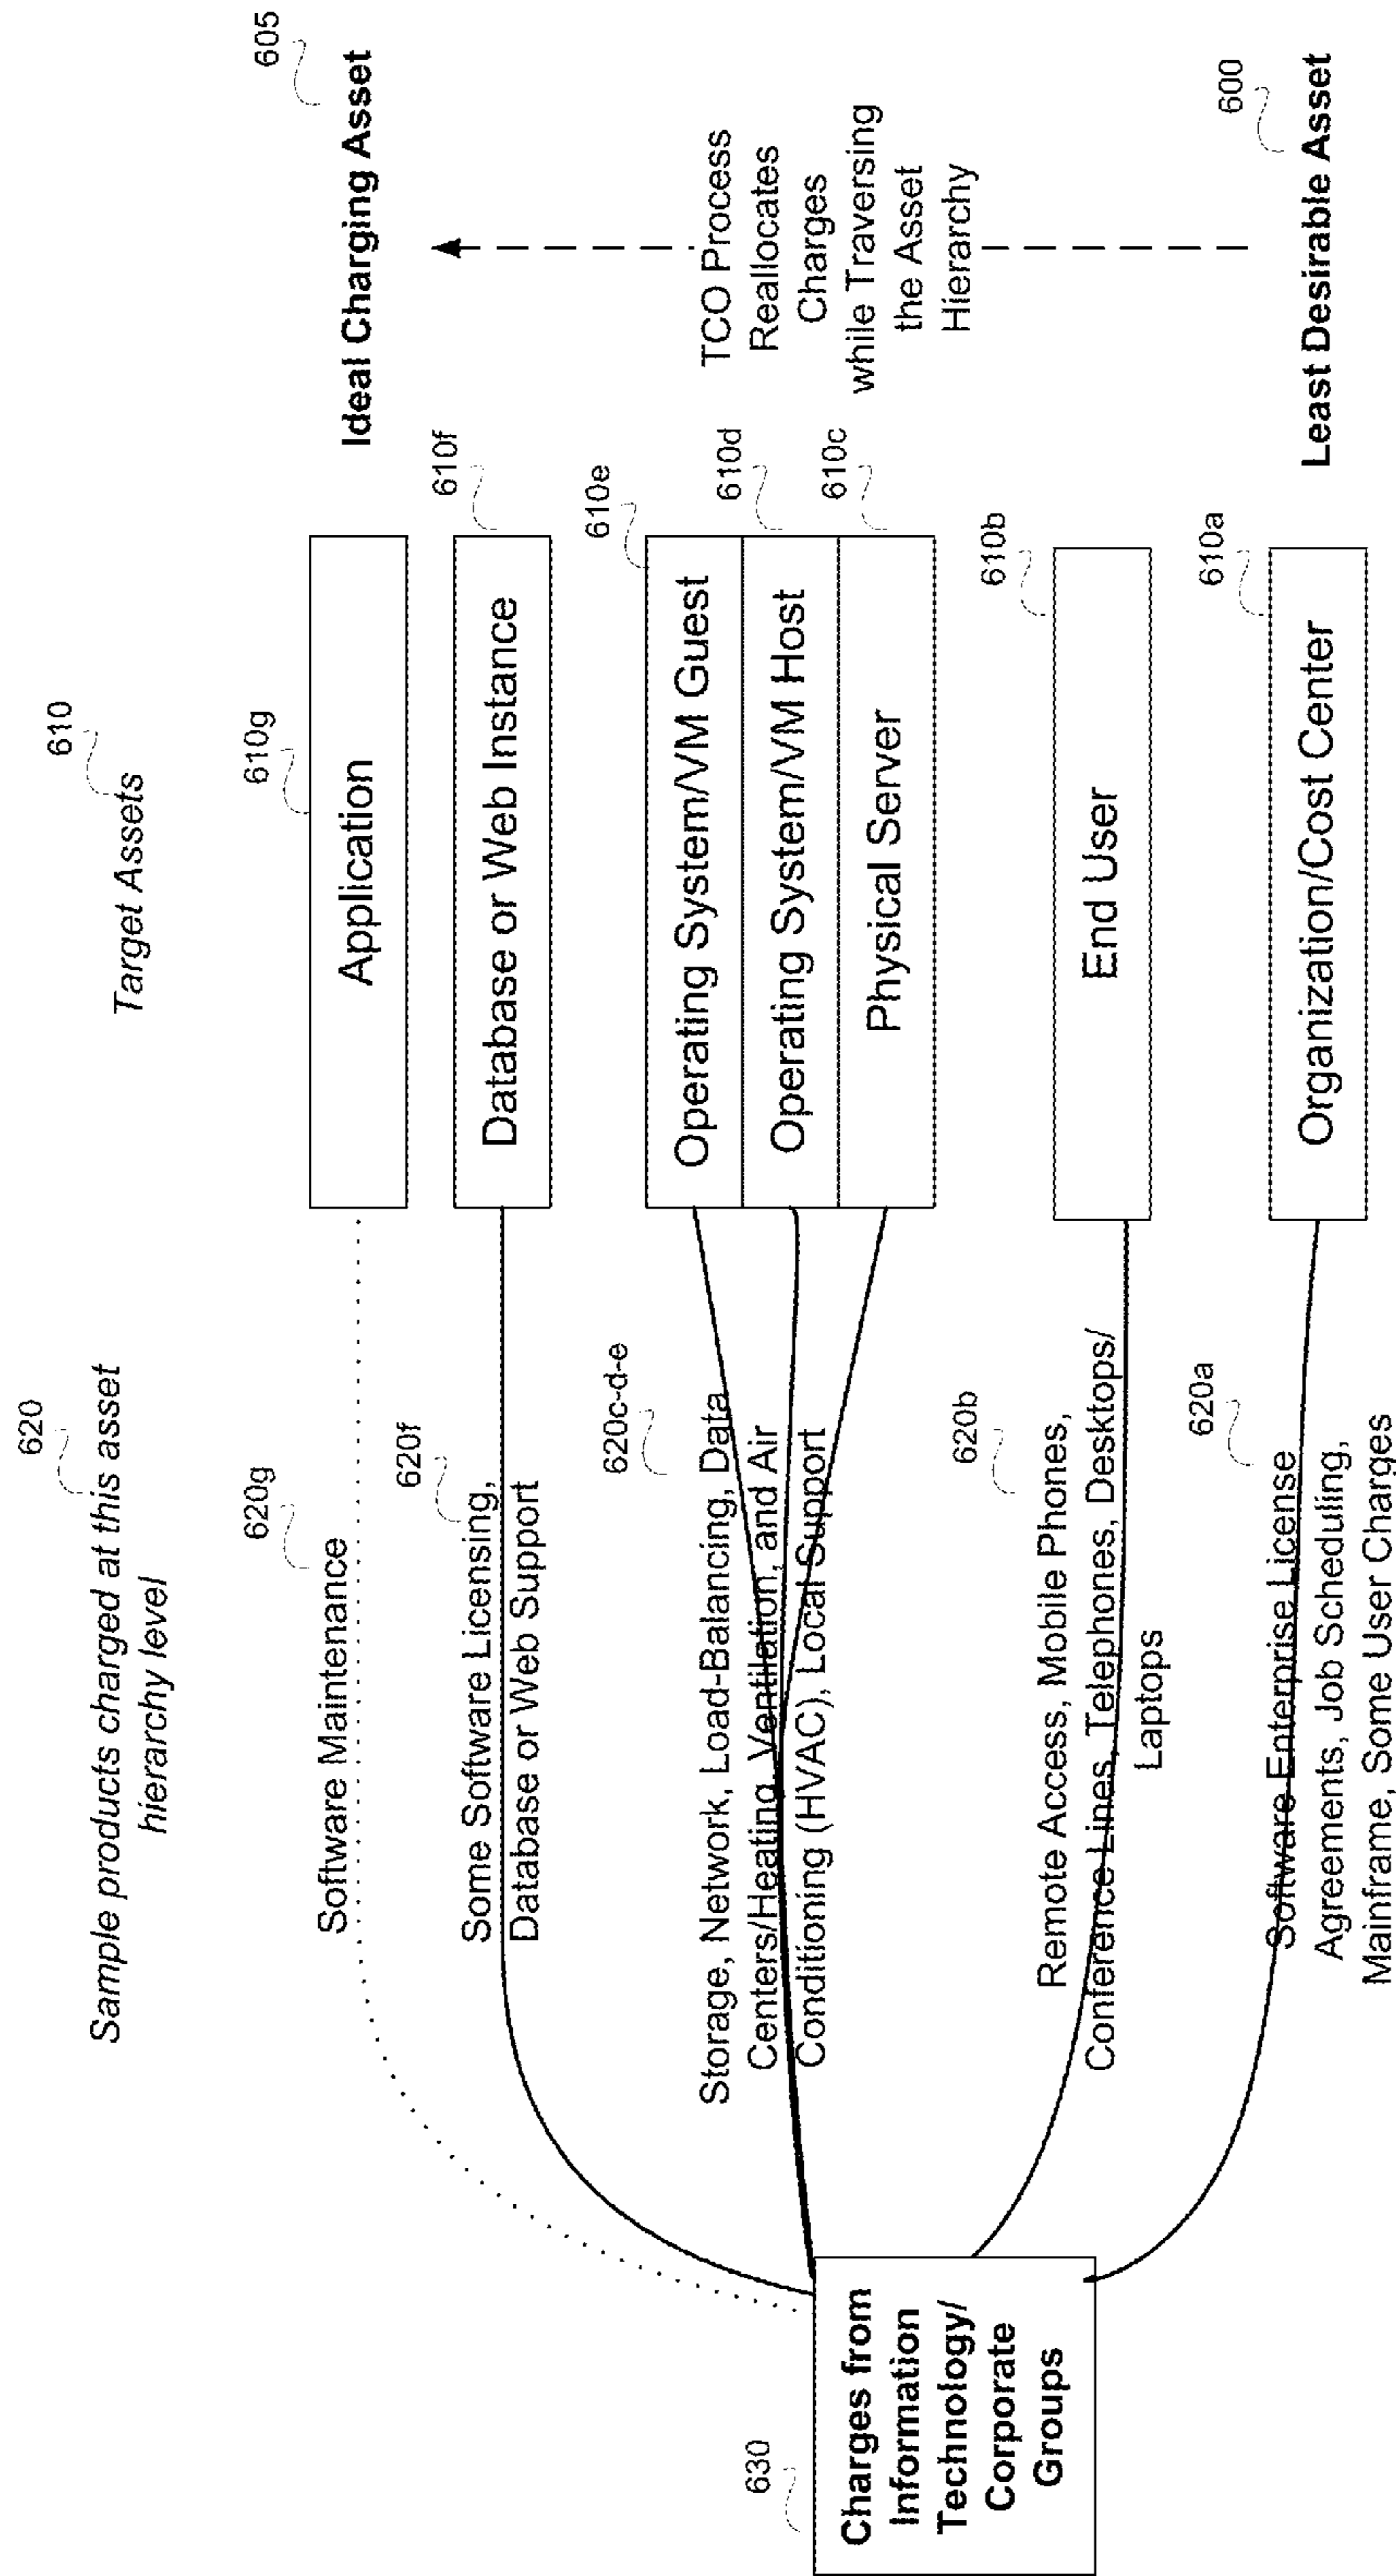 620
Sample products charged at this asset
hierarchy level
610
Target Assets
605
Ideal Charging Asset
620g
Software Maintenance
610g
Application
620f
Some Software Licensing,
Database or Web Support
610f
Database or Web Instance
620c-d-e
Storage, Network, Load-Balancing, Data
Centers/Heating, Ventilation, and Air
Conditioning (HVAC), Local Support
610e
Operating System/VM Guest
610d
Operating System/VM Host
610c
Physical Server
TCO Process
Reallocates
Charges
while Traversing
the Asset
Hierarchy
630
Charges from
Information
Technology/
Corporate
Groups
620b
Remote Access, Mobile Phones,
Conference Lines, Telephones, Desktops/
Laptops
610b
End User
620a
Software Enterprise License
Agreements, Job Scheduling,
Mainframe, Some User Charges
610a
Organization/Cost Center
600
Least Desirable Asset